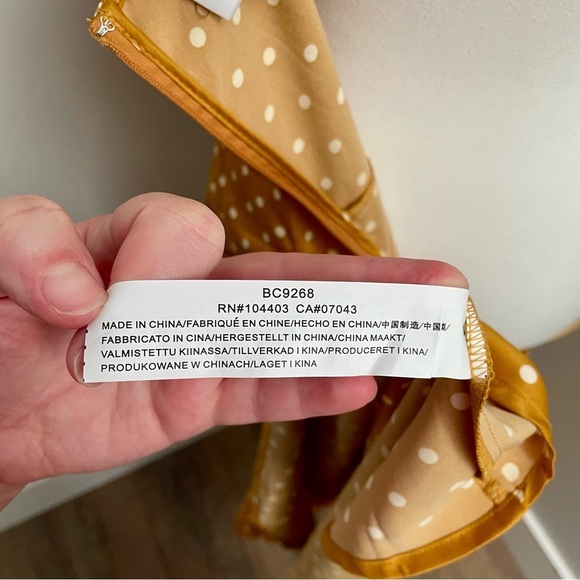 BC9268
RN#104403 CA#07043
MADE IN CHINA/FABRIQUÉ EN CHINE/HECHO EN CHINA/中国制造/中国製
FABBRICATO IN CINA/HERGESTELLT IN CHINA/CHINA MAAKT/
VALMISTETTU KIINASSA/TILLVERKAD I KINA/PRODUCERET I KINA/
PRODUKOWANE W CHINACH/LAGET I KINA